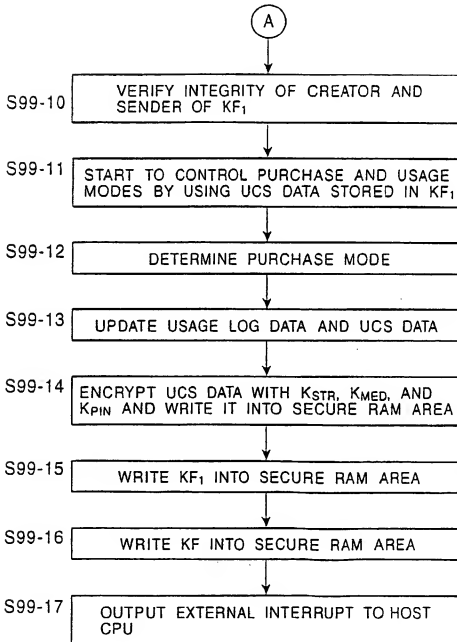 A
S99-10
VERIFY INTEGRITY OF CREATOR AND
SENDER OF KF1
S99-11
START TO CONTROL PURCHASE AND USAGE
MODES BY USING UCS DATA STORED IN KF1
S99-12
DETERMINE PURCHASE MODE
S99-13
UPDATE USAGE LOG DATA AND UCS DATA
S99-14
ENCRYPT UCS DATA WITH KSTR, KMED, AND
KPIN AND WRITE IT INTO SECURE RAM AREA
S99-15
WRITE KF1 INTO SECURE RAM AREA
S99-16
WRITE KF INTO SECURE RAM AREA
S99-17
OUTPUT EXTERNAL INTERRUPT TO HOST
CPU